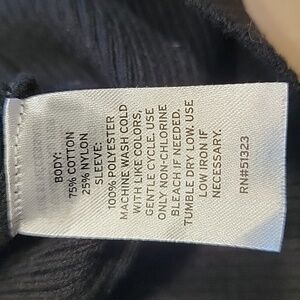 BODY:
75% COTTON
25% NYLON
SLEEVE:
100% POLYESTER
MACHINE WASH COLD
WITH LIKE COLORS,
GENTLE CYCLE. USE
ONLY NON-CHLORINE
BLEACH IF NEEDED.
TUMBLE DRY LOW. USE
LOW IRON IF
NECESSARY.
RN#51323